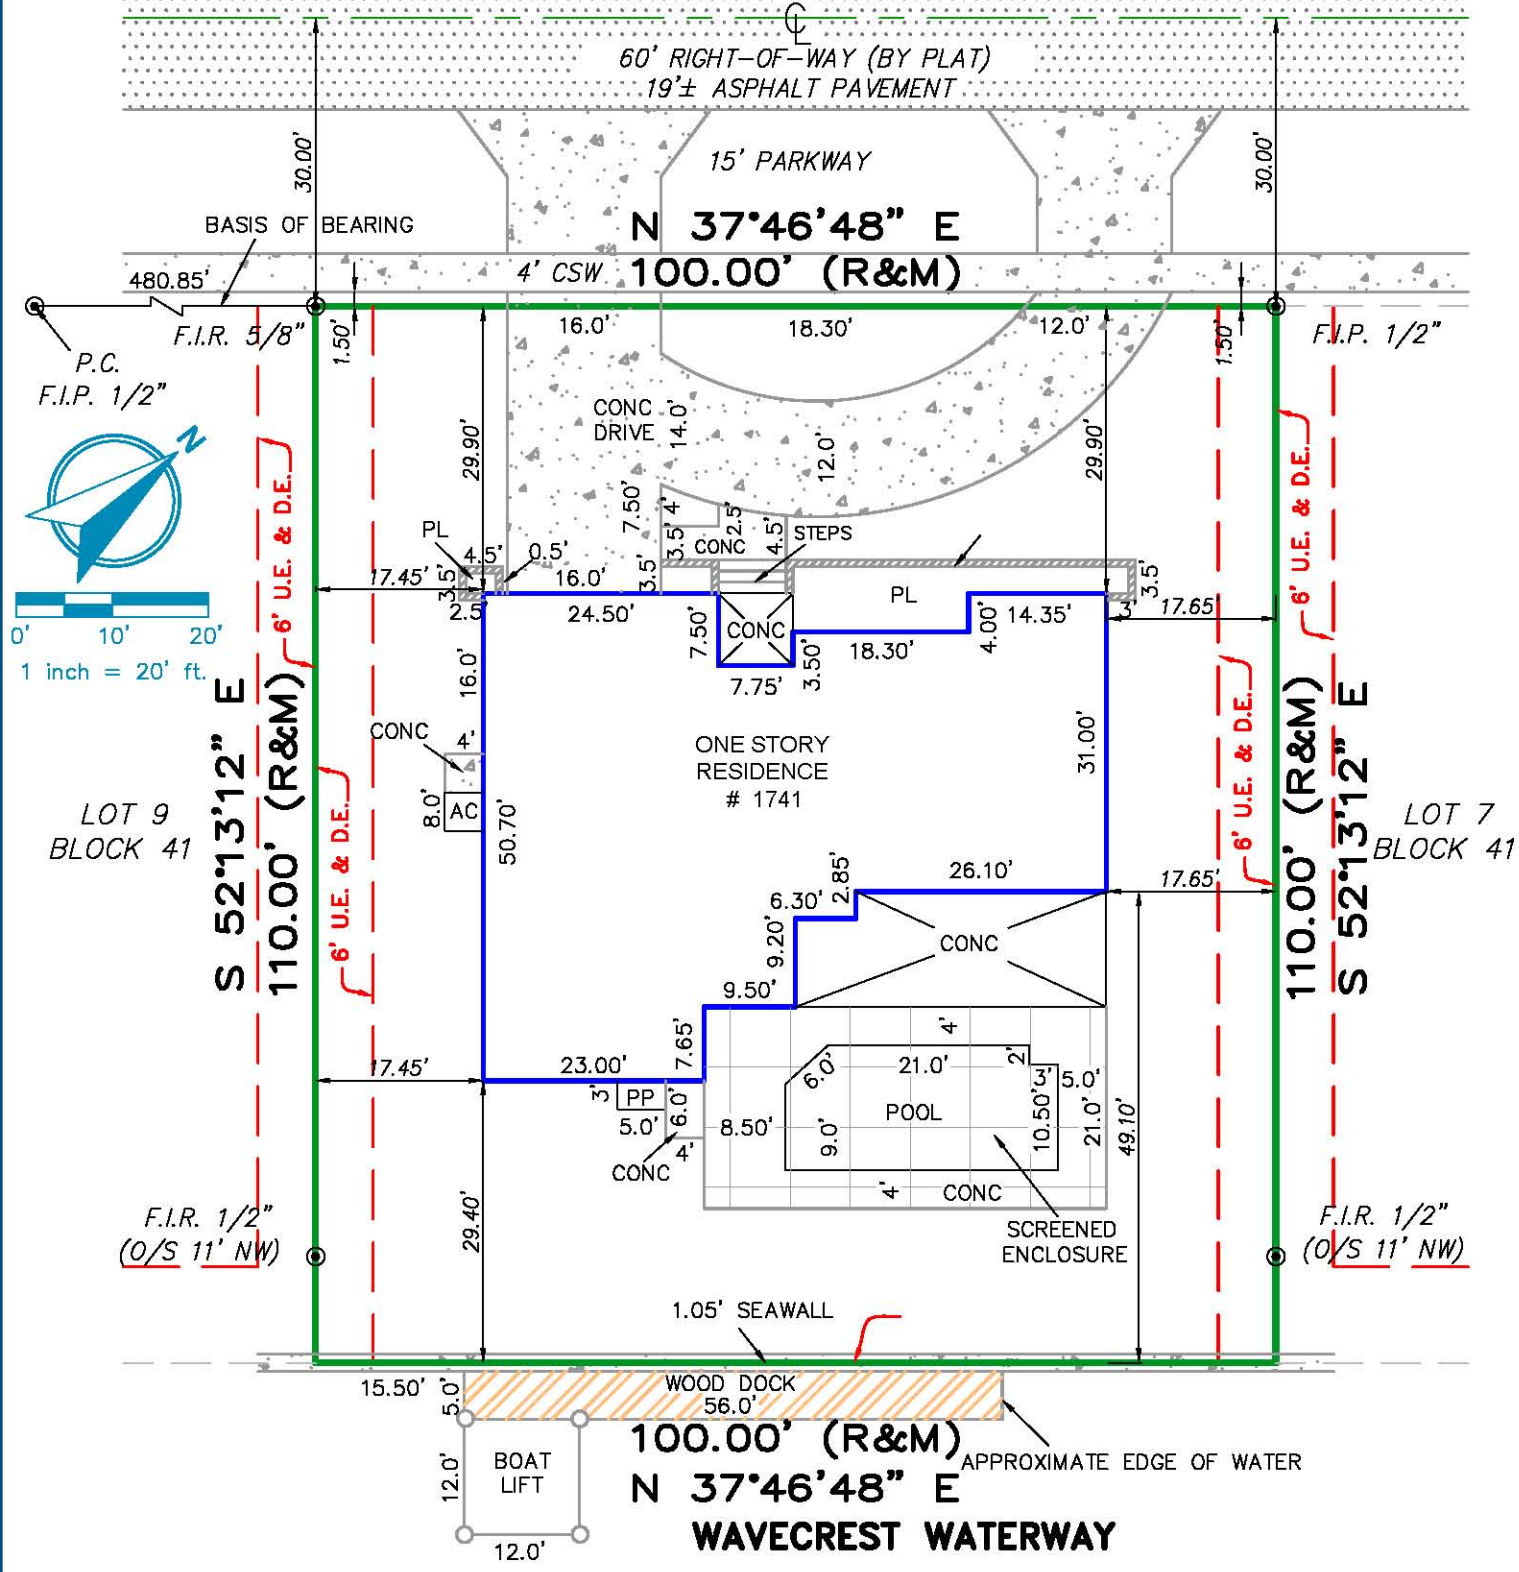 CL
60' RIGHT-OF-WAY (BY PLAT)
19'± ASPHALT PAVEMENT
30.00'
15' PARKWAY
30.00'
BASIS OF BEARING
N 37°46'48" E
480.85'
4' CSW
100.00' (R&M)
F.I.R. 5/8"
1.50'
16.0'
18.30'
12.0'
1.50'
F.I.P. 1/2"
P.C.
F.I.P. 1/2"
CONC
DRIVE
14.0'
29.90'
12.0'
29.90'
N
6' U.E. & D.E.
6' U.E. & D.E.
7.50'
4'
2.5'
3.5'
CONC
4.5'
STEPS
PL
4.5'
0.5'
3.5'
17.45'
16.0'
3.5'
PL
3.5'
2.5'
24.50'
CONC
14.35'
3'
17.65
0'
10'
20'
1 inch = 20' ft.
7.50'
3.50'
18.30'
4.00'
16.0'
7.75'
S 52°13'12" E
110.00' (R&M)
6' U.E. & D.E.
CONC
4'
ONE STORY
RESIDENCE
# 1741
31.00'
6' U.E. & D.E.
110.00' (R&M)
S 52°13'12" E
LOT 9
BLOCK 41
8.0'
AC
50.70'
LOT 7
BLOCK 41
2.85'
26.10'
6.30'
17.65'
9.20'
CONC
9.50'
7.65'
4'
17.45'
23.00'
6.0'
21.0'
2'
3'
5.0'
3'
PP
5.0'
6.0'
8.50'
POOL
9.0'
10.50'
21.0'
49.10'
CONC
4'
4'
CONC
29.40'
F.I.R. 1/2"
(O/S 11' NW)
SCREENED
ENCLOSURE
F.I.R. 1/2"
(O/S 11' NW)
1.05' SEAWALL
15.50'
5.0'
WOOD DOCK
56.0'
100.00' (R&M)
APPROXIMATE EDGE OF WATER
12.0'
BOAT
LIFT
N 37°46'48" E
WAVECREST WATERWAY
12.0'